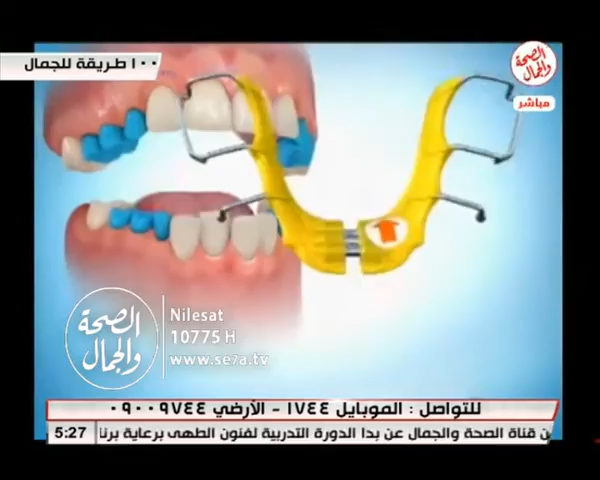 ١٠٠ طريقة للجمال
الصحة
والجمال
مباشر
الصحة
والجمال
Nilesat
10775 H
www.se7a.tv
للتواصل : الموبايل ١٧٤٤ - الأرضي ٠٩٠٠٩٧٤٤
5:27
ن قناة الصحة والجمال عن بدا الدورة التدربية لفنون الطهى برعاية برنا